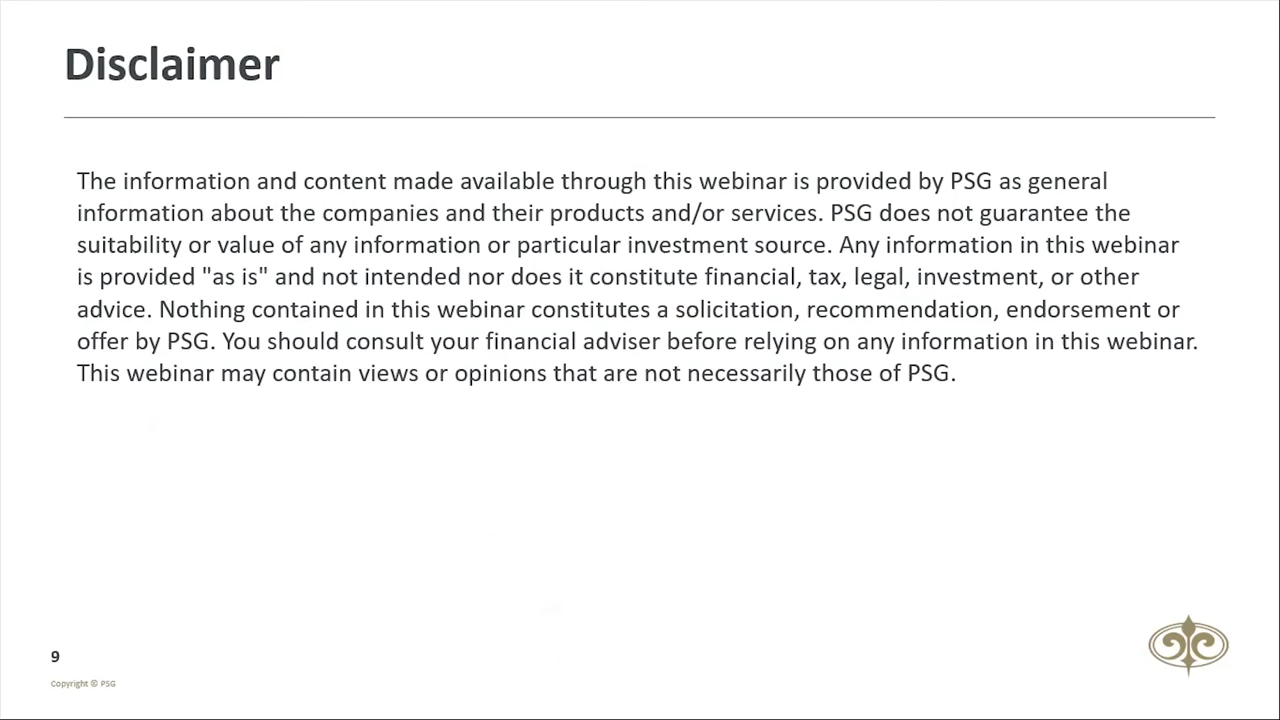 Disclaimer
The information and content made available through this webinar is provided by PSG as general
information about the companies and their products and/or services. PSG does not guarantee the
suitability or value of any information or particular investment source. Any information in this webinar
is provided "as is" and not intended nor does it constitute financial, tax, legal, investment, or other
advice. Nothing contained in this webinar constitutes a solicitation, recommendation, endorsement or
offer by PSG. You should consult your financial adviser before relying on any information in this webinar.
This webinar may contain views or opinions that are not necessarily those of PSG.
9
Copyright © PSG